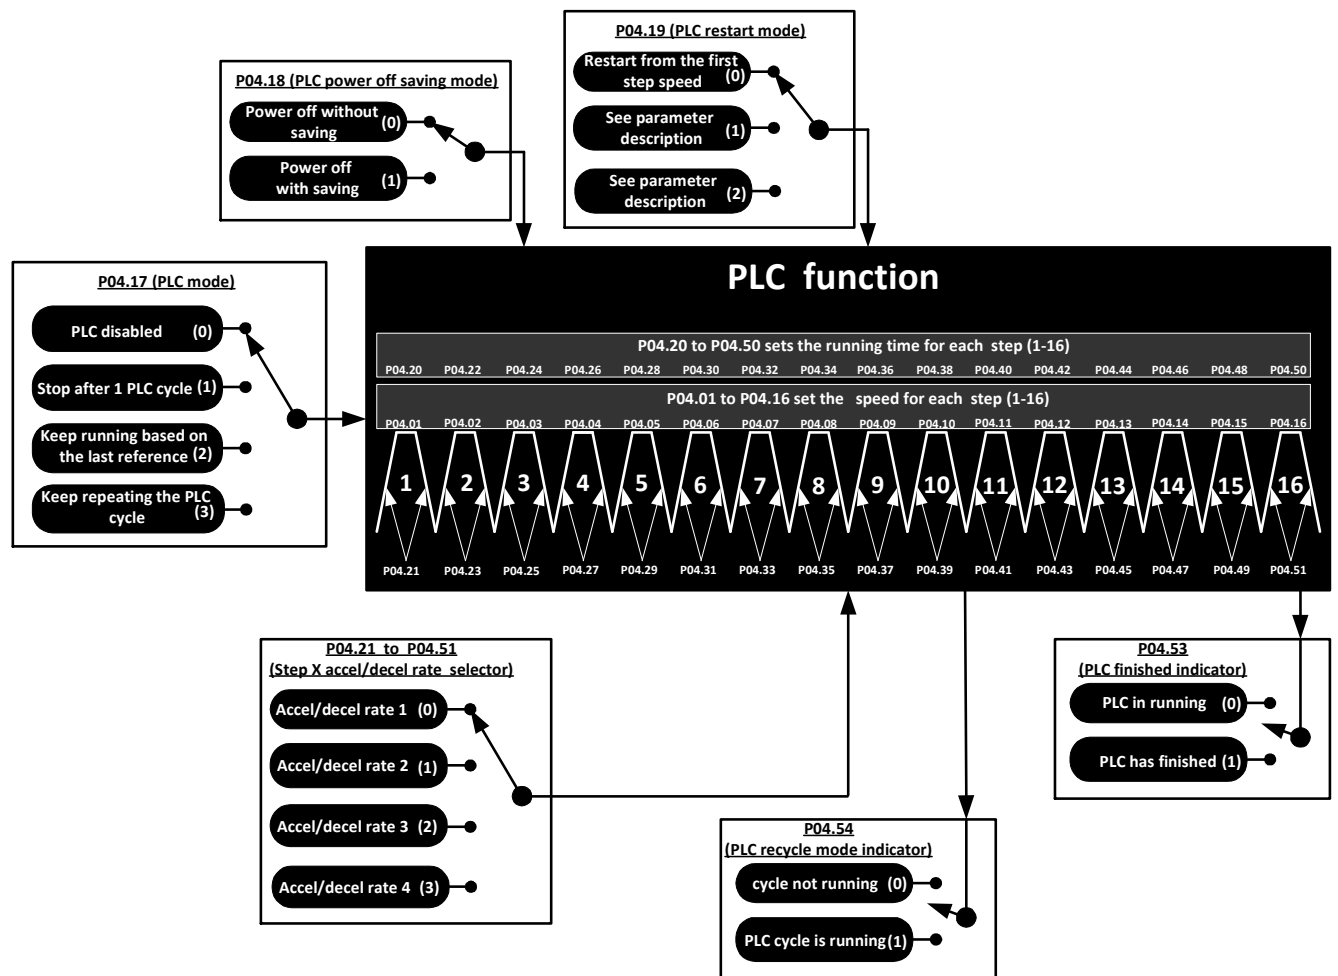 P04.19 (PLC restart mode)
Restart from the first
step speed (0)
See parameter
description (1)
See parameter
description (2)
P04.18 (PLC power off saving mode)
Power off without
saving (0)
Power off
with saving (1)
P04.17 (PLC mode)
PLC disabled (0)
Stop after 1 PLC cycle (1)
Keep running based on
the last reference (2)
Keep repeating the PLC
cycle (3)
PLC function
P04.20 to P04.50 sets the running time for each step (1-16)
P04.20 P04.22 P04.24 P04.26 P04.28 P04.30 P04.32 P04.34 P04.36 P04.38 P04.40 P04.42 P04.44 P04.46 P04.48 P04.50
P04.01 to P04.16 set the speed for each step (1-16)
P04.01 P04.02 P04.03 P04.04 P04.05 P04.06 P04.07 P04.08 P04.09 P04.10 P04.11 P04.12 P04.13 P04.14 P04.15 P04.16
1 2 3 4 5 6 7 8 9 10 11 12 13 14 15 16
P04.21 P04.23 P04.25 P04.27 P04.29 P04.31 P04.33 P04.35 P04.37 P04.39 P04.41 P04.43 P04.45 P04.47 P04.49 P04.51
P04.21 to P04.51
(Step X accel/decel rate selector)
Accel/decel rate 1 (0)
Accel/decel rate 2 (1)
Accel/decel rate 3 (2)
Accel/decel rate 4 (3)
P04.53
(PLC finished indicator)
PLC in running (0)
PLC has finished (1)
P04.54
(PLC recycle mode indicator)
cycle not running (0)
PLC cycle is running (1)